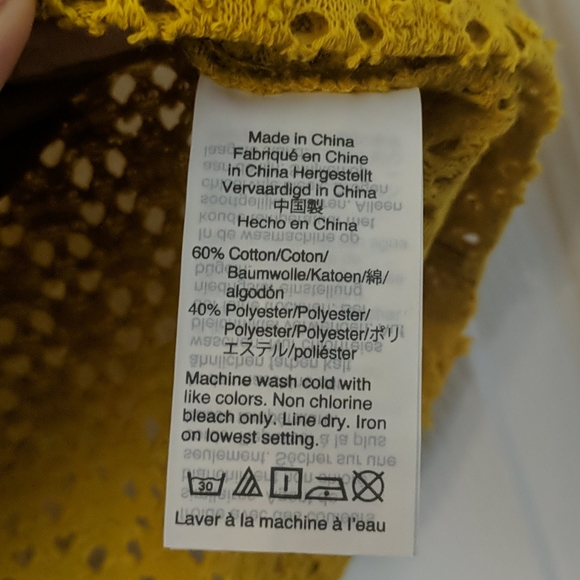 Made in China
Fabriqué en Chine
in China Hergestellt
Vervaardigd in China
中国製
Hecho en China
60% Cotton/Coton/
Baumwolle/Katoen/綿/
algodón
40% Polyester/Polyester/
Polyester/Polyester/ポリ
エステル/poliéster
Machine wash cold with
like colors. Non chlorine
bleach only. Line dry. Iron
on lowest setting.
30
Laver à la machine à l'eau